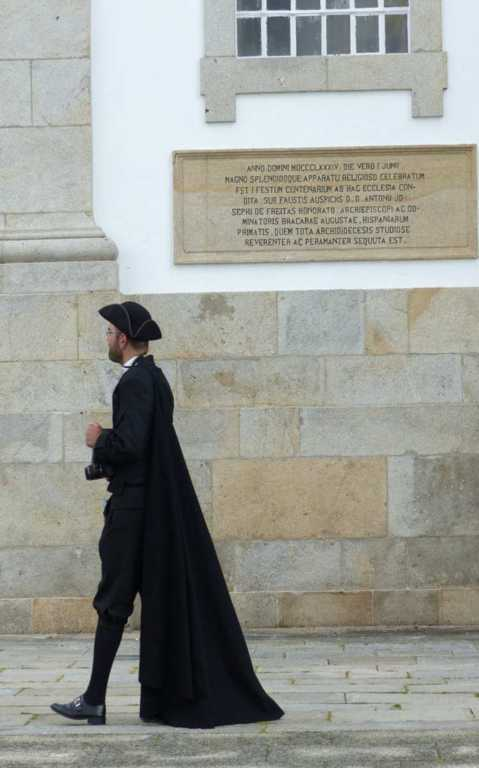 ANNO DOMINI MDCCCLXXXIV, DIE VERO I JUNII
MAGNO SPLENDIDOQUE APPARATU RELIGIOSO CELEBRATUM
EST I FESTUM CENTENARIUM AB HAC ECCLESIA CON-
DITA SUB FAUSTIS AUSPICIIS D. D. ANTONII JO-
SEPHI DE FREITAS HONORATO, ARCHIEPISCOPI AC DO-
MINATORIS BRACARAE AUGUSTAE, HISPANIARUM
PRIMATIS, QUEM TOTA ARCHIDIOECESIS STUDIOSE
REVERENTER AC PERAMANTER SEQUUTA EST.